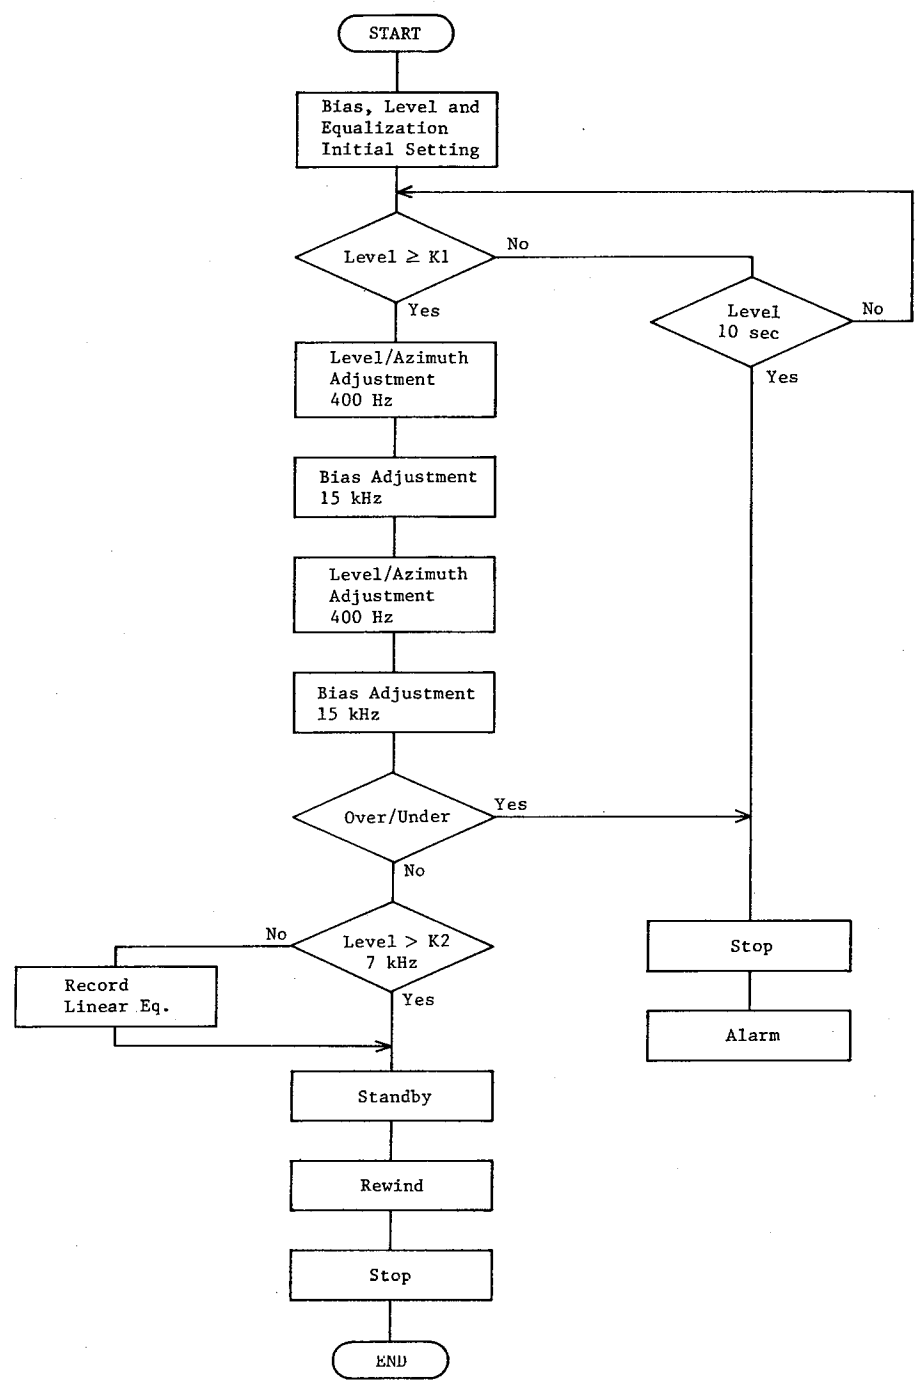 START
Bias, Level and
Equalization
Initial Setting
Level ≥ K1
No
Yes
Level
10 sec
No
Yes
Level/Azimuth
Adjustment
400 Hz
Bias Adjustment
15 kHz
Level/Azimuth
Adjustment
400 Hz
Bias Adjustment
15 kHz
Over/Under
Yes
No
Level > K2
7 kHz
No
Yes
Record
Linear Eq.
Stop
Alarm
Standby
Rewind
Stop
END